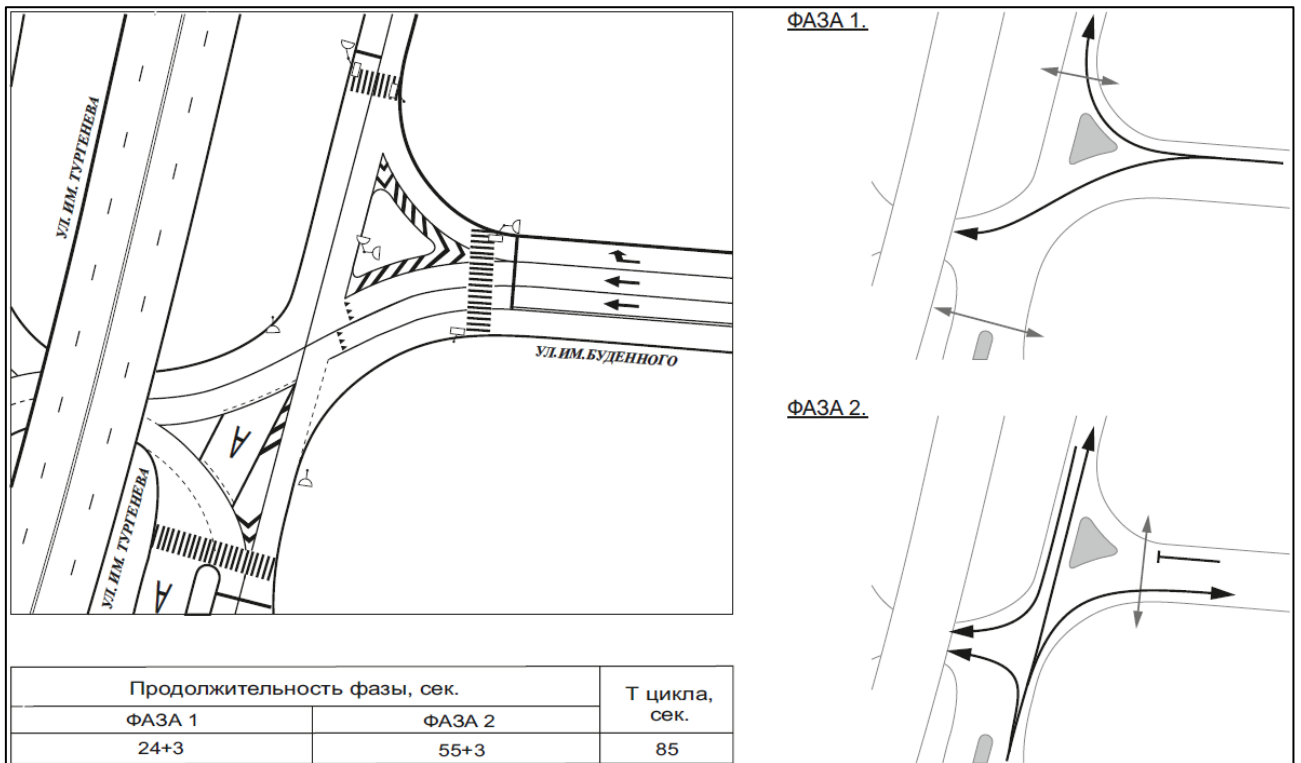 ФАЗА 1.
УЛ. ИМ. ТУРГЕНЕВА
УЛ.ИМ.БУДЕННОГО
А
УЛ. ИМ. ТУРГЕНЕВА
А
ФАЗА 2.
Продолжительность фазы, сек.
Т цикла, сек.
ФАЗА 1
ФАЗА 2
24+3
55+3
85